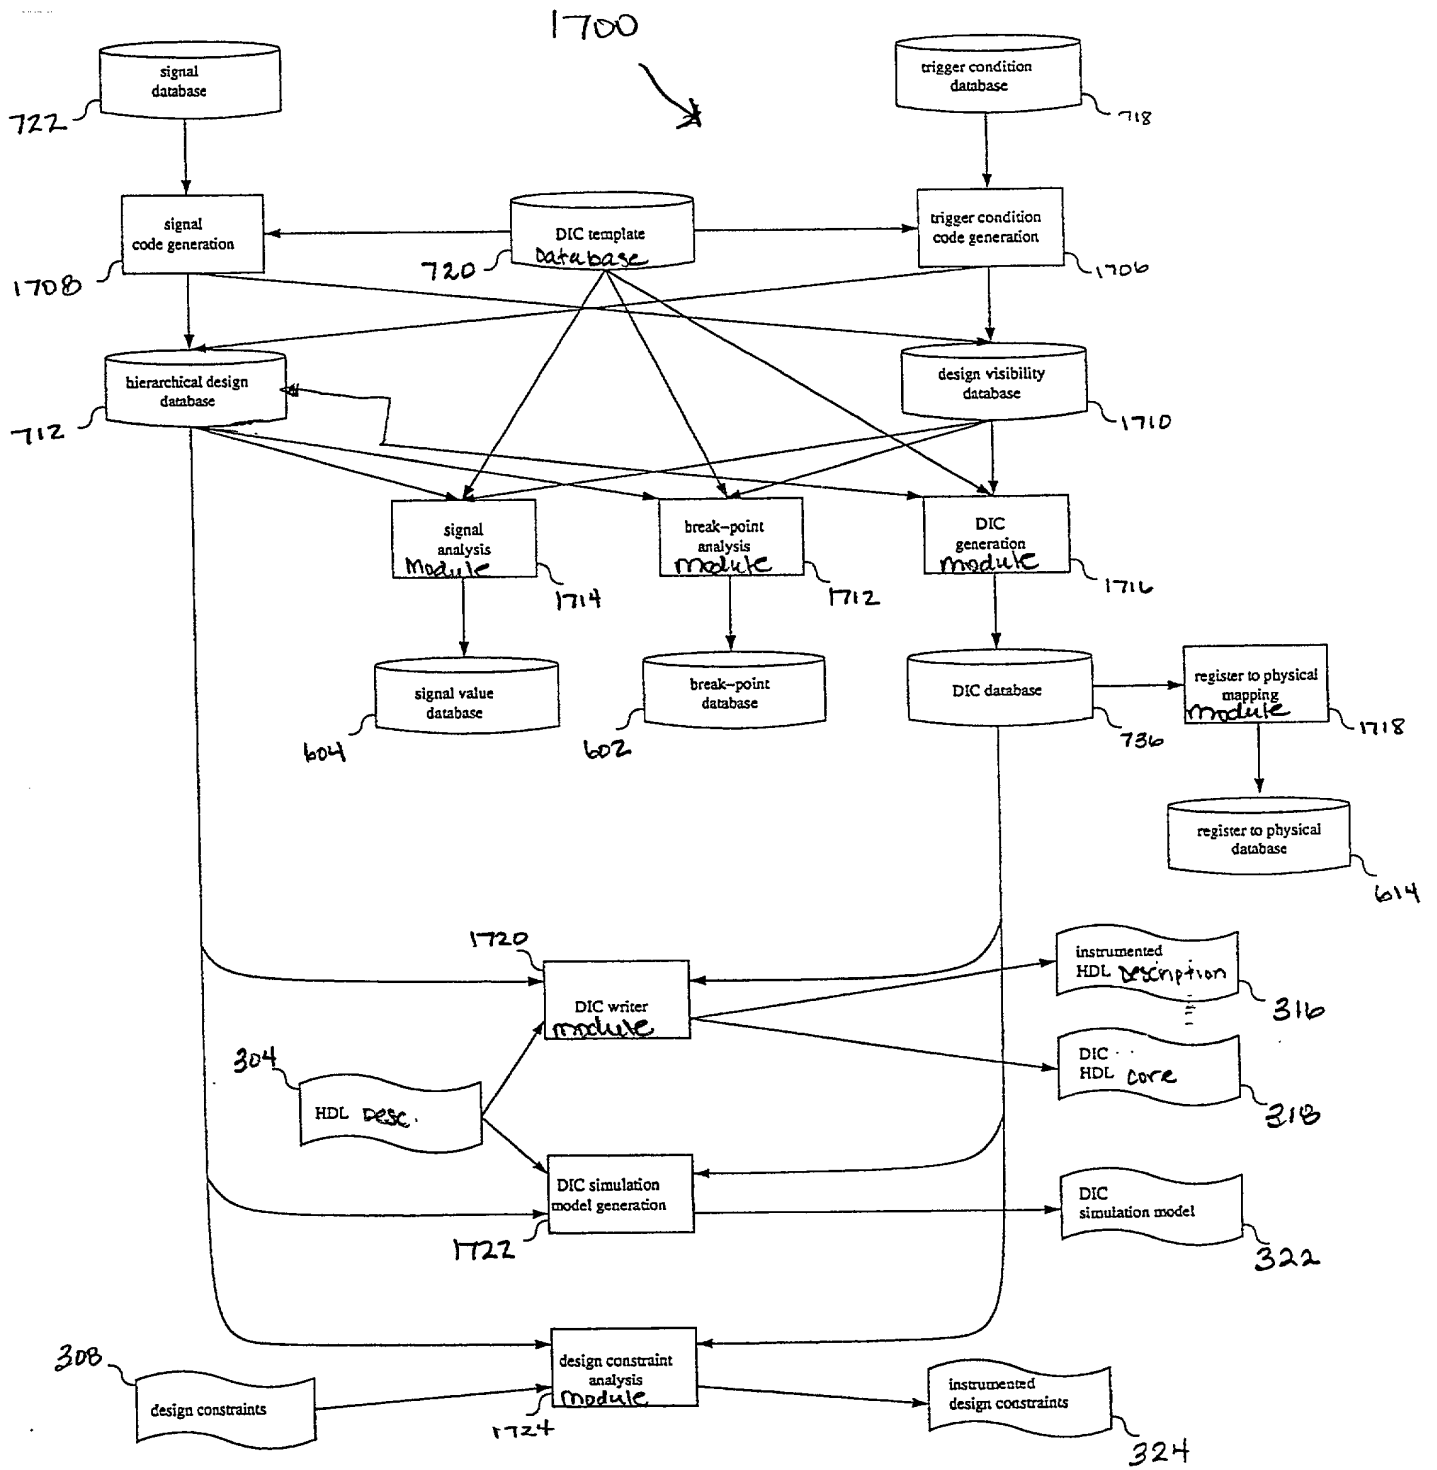 1700
signal
database
722
trigger condition
database
718
signal
code generation
1708
DIC template
Database
720
trigger condition
code generation
1706
hierarchical design
database
712
design visibility
database
1710
signal
analysis
Module
1714
break-point
analysis
module
1712
DIC
generation
module
1716
signal value
database
604
break-point
database
602
DIC database
736
register to physical
mapping
module
1718
register to physical
database
614
1720
DIC writer
module
instrumented
HDL Description
316
304
HDL Desc.
DIC
HDL core
318
DIC simulation
model generation
1722
DIC
simulation model
322
308
design constraints
design constraint
analysis
module
1724
instrumented
design constraints
324